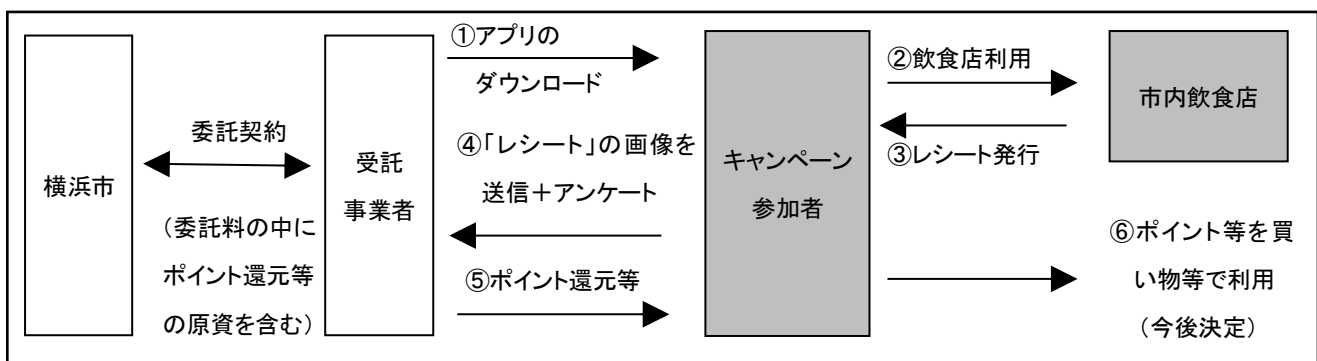 横浜市
委託契約
(委託料の中に
ポイント還元等
の原資を含む)
受託
事業者
①アプリの
ダウンロード
④「レシート」の画像を
送信+アンケート
⑤ポイント還元等
キャンペーン
参加者
②飲食店利用
③レシート発行
市内飲食店
⑥ポイント等を買
い物等で利用
(今後決定)